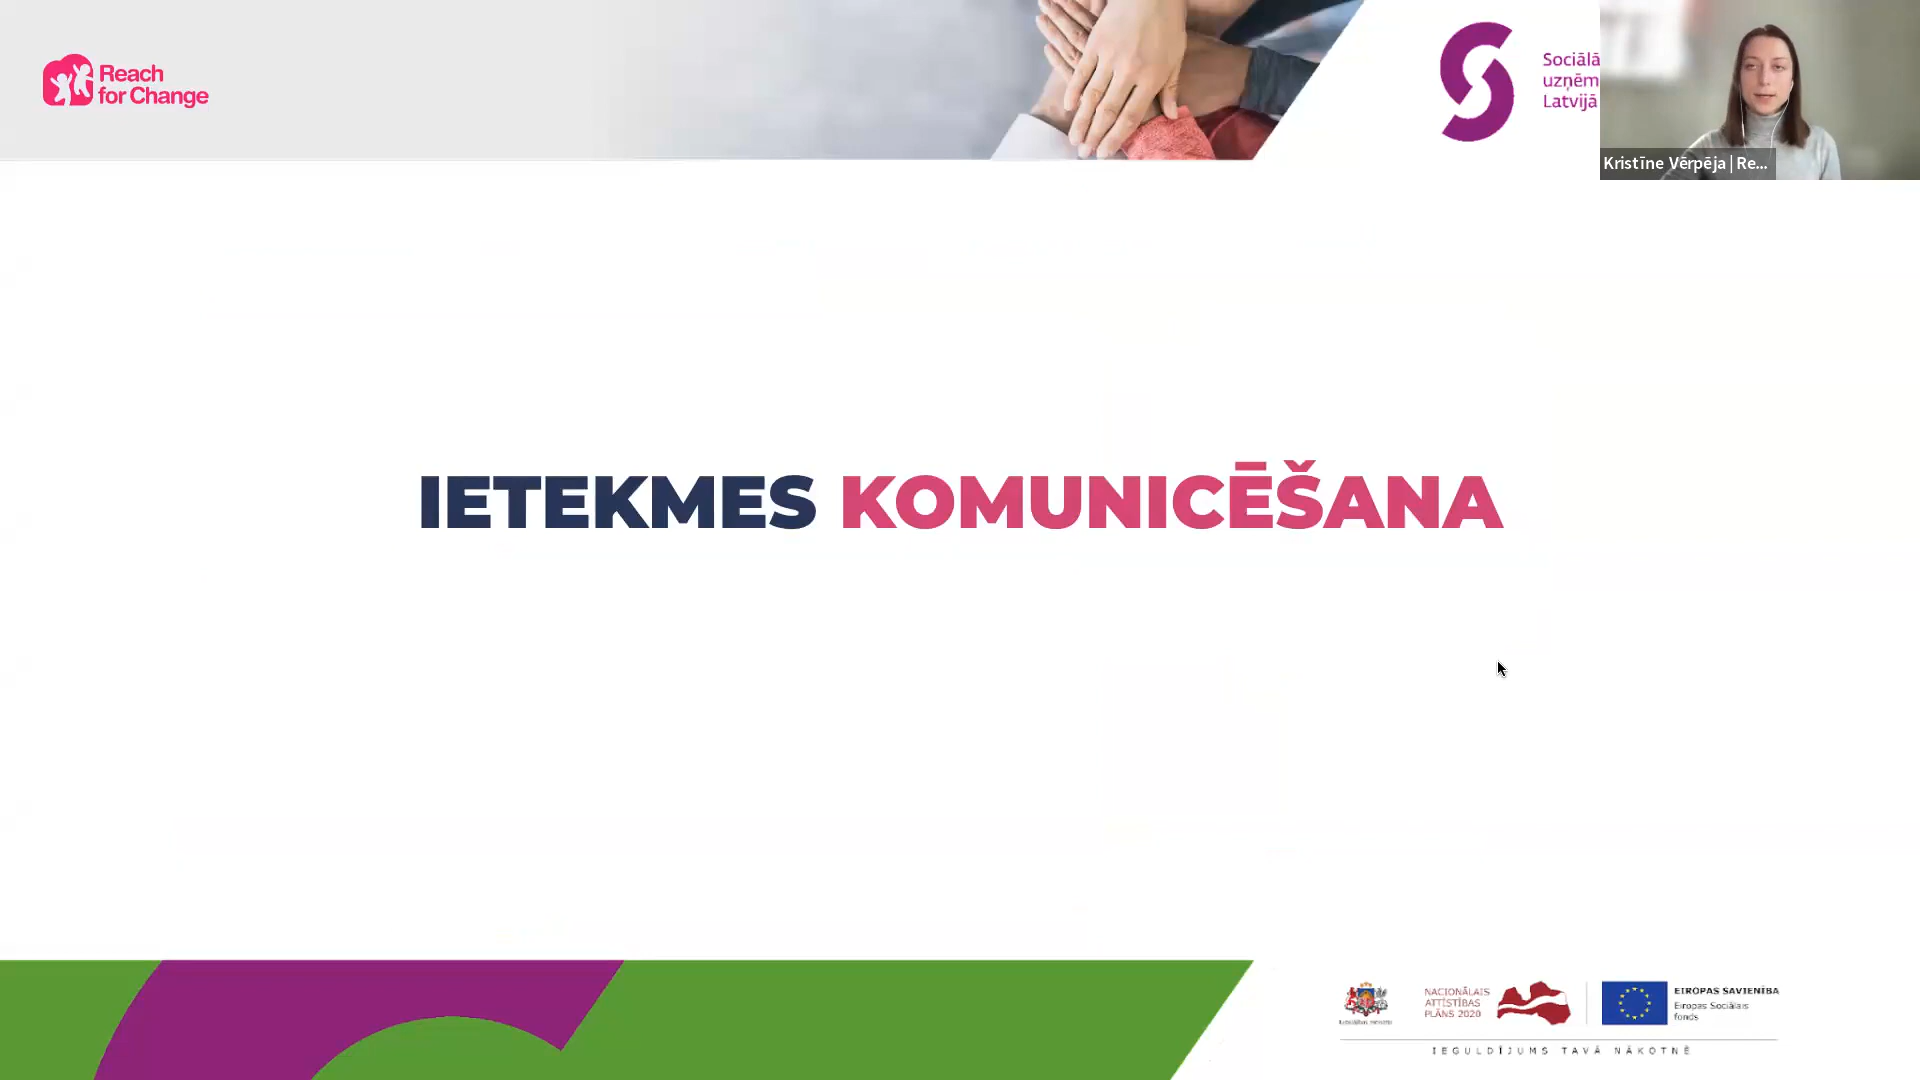 Reach
for Change
Sociālā
uzņēm
Latvijā
Kristīne Vērpēja | Re...
IETEKMES KOMUNICĒŠANA
NACIONĀLAIS
ATTĪSTĪBAS
PLĀNS 2020
EIROPAS SAVIENĪBA
Eiropas Sociālais
fonds
IEGULDĪJUMS TAVĀ NĀKOTNĒ